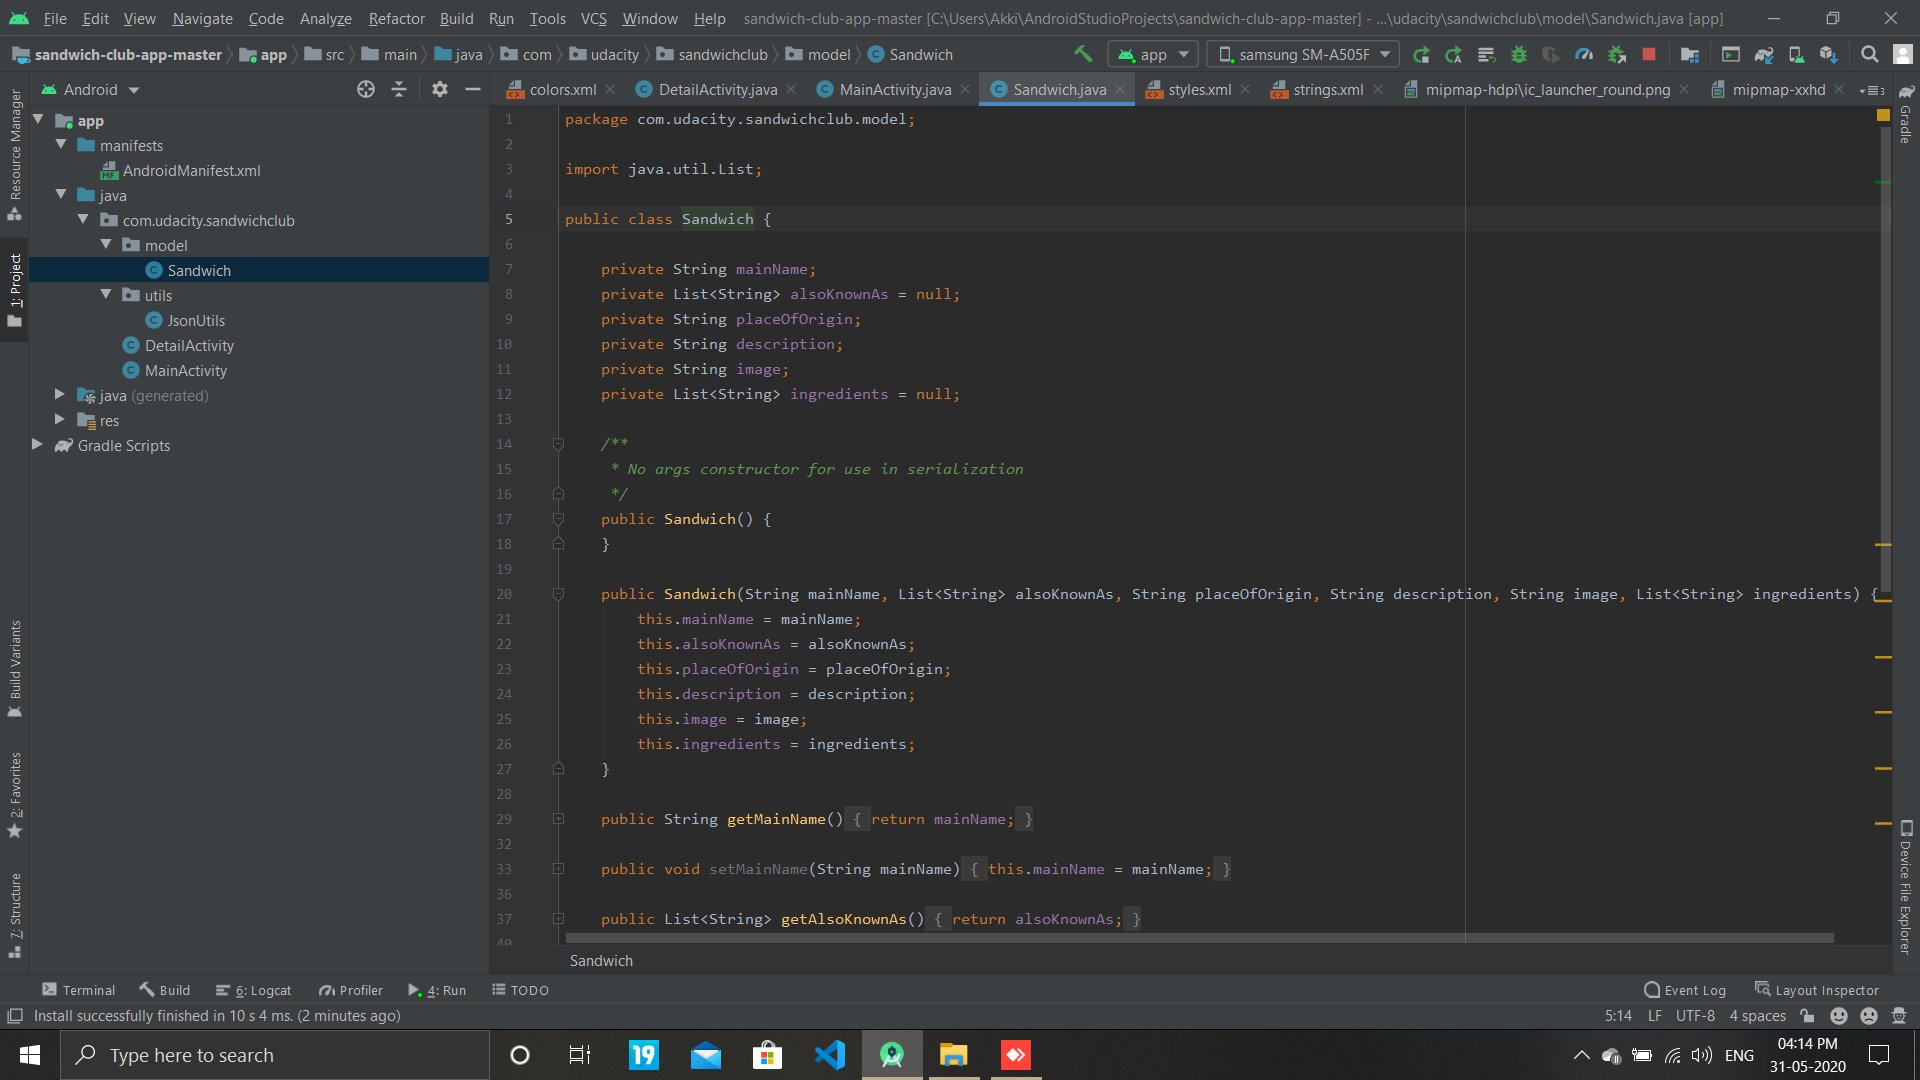 File Edit View Navigate Code Analyze Refactor Build Run Tools VCS Window Help sandwich-club-app-master [C:\Users\Akki\AndroidStudioProjects\sandwich-club-app-master] - ...\udacity\sandwichclub\model\Sandwich.java [app]
sandwich-club-app-master app src main java com udacity sandwichclub model Sandwich app samsung SM-A505F
Android
colors.xml DetailActivity.java MainActivity.java Sandwich.java styles.xml strings.xml mipmap-hdpi\ic_launcher_round.png mipmap-xxhd 3
Resource Manager
1: Project
Build Variants
2: Favorites
7: Structure
app
manifests
AndroidManifest.xml
java
com.udacity.sandwichclub
model
Sandwich
utils
JsonUtils
DetailActivity
MainActivity
java (generated)
res
Gradle Scripts
1 package com.udacity.sandwichclub.model;
2
3 import java.util.List;
4
5 public class Sandwich {
6
7 private String mainName;
8 private List<String> alsoKnownAs = null;
9 private String placeOfOrigin;
10 private String description;
11 private String image;
12 private List<String> ingredients = null;
13
14 /**
15 * No args constructor for use in serialization
16 */
17 public Sandwich() {
18 }
19
20 public Sandwich(String mainName, List<String> alsoKnownAs, String placeOfOrigin, String description, String image, List<String> ingredients) {
21 this.mainName = mainName;
22 this.alsoKnownAs = alsoKnownAs;
23 this.placeOfOrigin = placeOfOrigin;
24 this.description = description;
25 this.image = image;
26 this.ingredients = ingredients;
27 }
28
29 public String getMainName() { return mainName; }
32
33 public void setMainName(String mainName) { this.mainName = mainName; }
36
37 public List<String> getAlsoKnownAs() { return alsoKnownAs; }
40
Sandwich
Gradle
Device File Explorer
Terminal Build 6: Logcat Profiler 4: Run TODO Event Log Layout Inspector
Install successfully finished in 10 s 4 ms. (2 minutes ago) 5:14 LF UTF-8 4 spaces
Type here to search 19 ENG 04:14 PM
31-05-2020